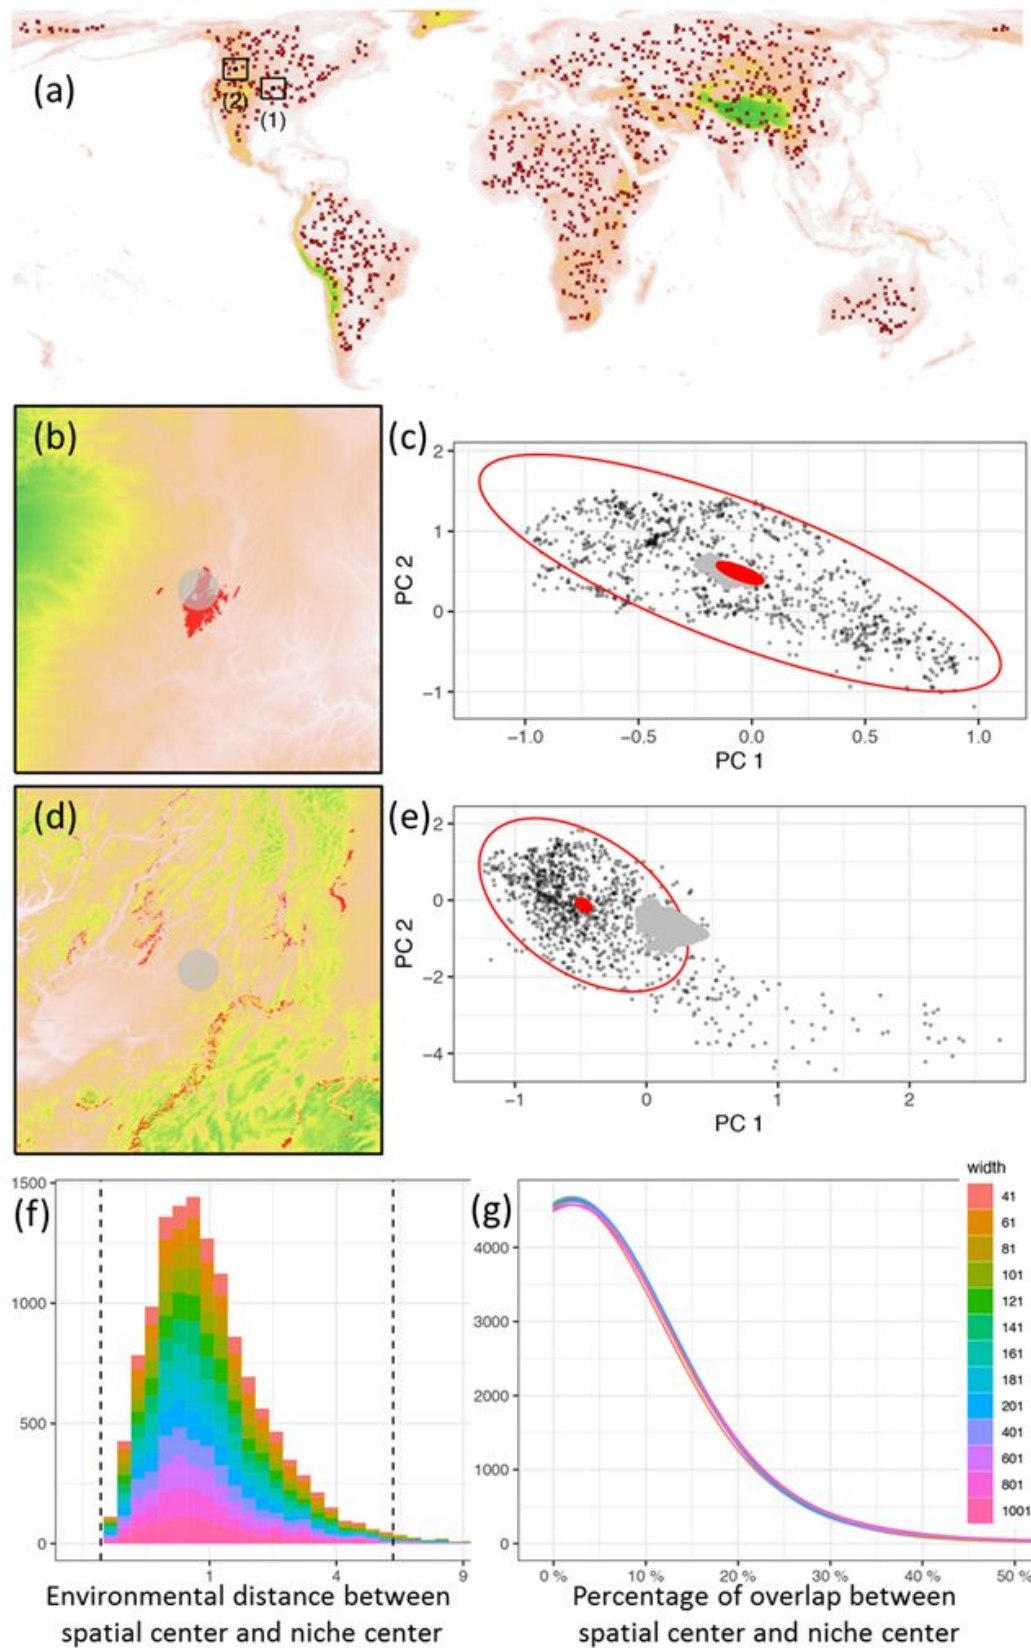 (a)
(2)
(1)
(b)
(c)
2
1
0
−1
PC 2
−1.0 −0.5 0.0 0.5 1.0
PC 1
(d)
(e)
2
0
−2
−4
PC 2
−1 0 1 2
PC 1
(f)
1500
1000
500
0
1 4 9
Environmental distance between
spatial center and niche center
(g)
4000
3000
2000
1000
0
0 % 10 % 20 % 30 % 40 % 50 %
Percentage of overlap between
spatial center and niche center
width
41
61
81
101
121
141
161
181
201
401
601
801
1001